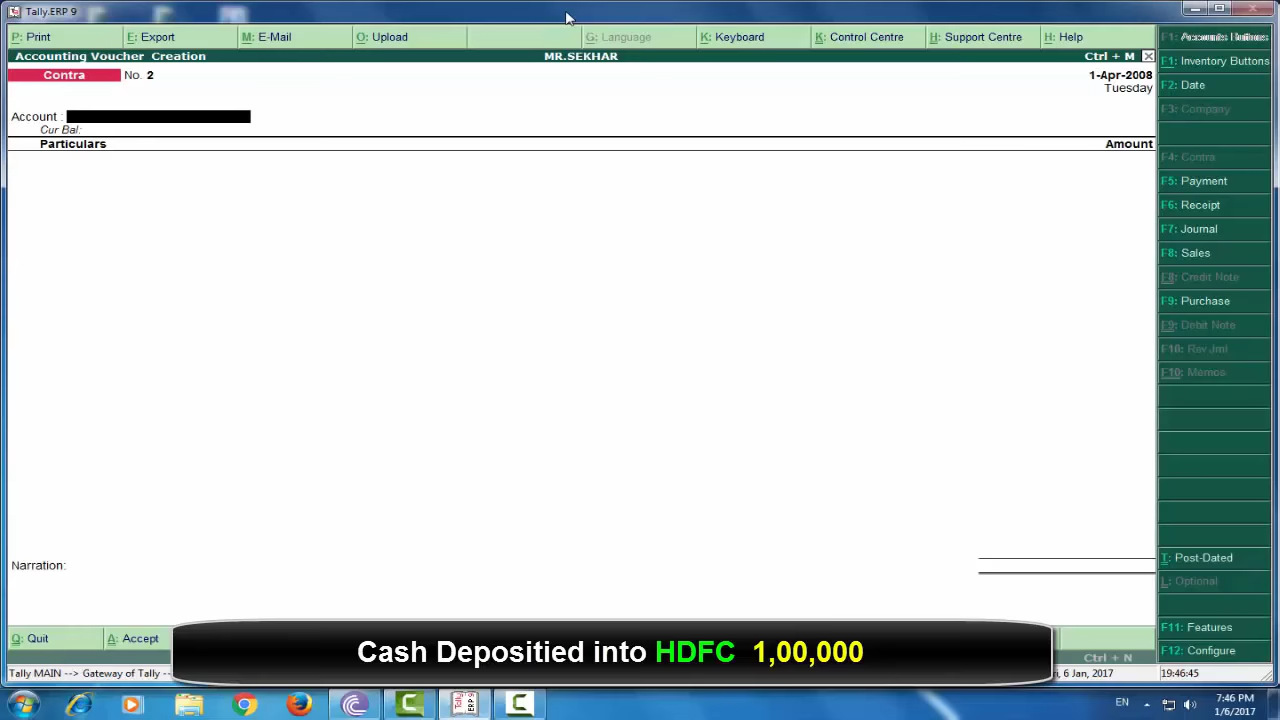 Tally.ERP 9
P: Print E: Export M: E-Mail O: Upload G: Language K: Keyboard K: Control Centre H: Support Centre H: Help
Accounting Voucher Creation MR.SEKHAR Ctrl + M
Contra No. 2 1-Apr-2008
Tuesday
Account :
Cur Bal:
Particulars Amount
Narration:
F1: Accounts Buttons
F1: Inventory Buttons
F2: Date
F3: Company
F4: Contra
F5: Payment
F6: Receipt
F7: Journal
F8: Sales
F8: Credit Note
F9: Purchase
F9: Debit Note
F10: Rev Jrnl
F10: Memos
T: Post-Dated
L: Optional
F11: Features
F12: Configure
Q: Quit A: Accept
Cash Depositied into HDFC 1,00,000
Ctrl + N
Tally MAIN --> Gateway of Tally -- 6 Jan, 2017 19:46:45
EN 7:46 PM
1/6/2017